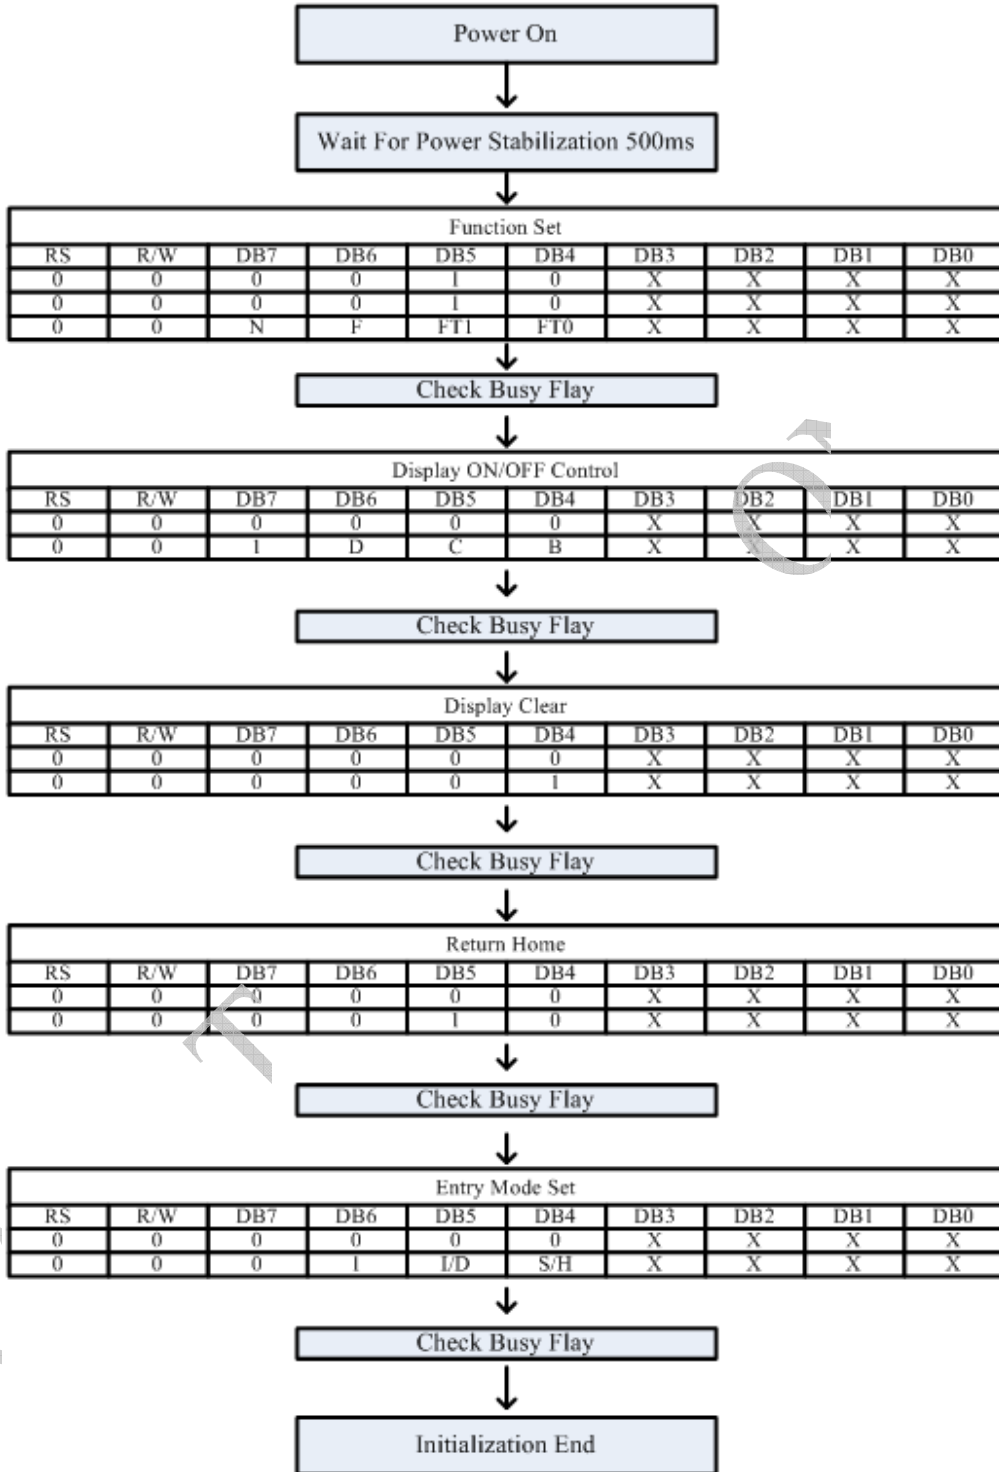 Power On
Wait For Power Stabilization 500ms
Function Set
RS R/W DB7 DB6 DB5 DB4 DB3 DB2 DB1 DB0
0 0 0 0 1 0 X X X X
0 0 0 0 1 0 X X X X
0 0 N F FT1 FT0 X X X X
Check Busy Flay
Display ON/OFF Control
RS R/W DB7 DB6 DB5 DB4 DB3 DB2 DB1 DB0
0 0 0 0 0 0 X X X X
0 0 1 D C B X X X X
Check Busy Flay
Display Clear
RS R/W DB7 DB6 DB5 DB4 DB3 DB2 DB1 DB0
0 0 0 0 0 0 X X X X
0 0 0 0 0 1 X X X X
Check Busy Flay
Return Home
RS R/W DB7 DB6 DB5 DB4 DB3 DB2 DB1 DB0
0 0 0 0 0 0 X X X X
0 0 0 0 1 0 X X X X
Check Busy Flay
Entry Mode Set
RS R/W DB7 DB6 DB5 DB4 DB3 DB2 DB1 DB0
0 0 0 0 0 0 X X X X
0 0 0 1 I/D S/H X X X X
Check Busy Flay
Initialization End